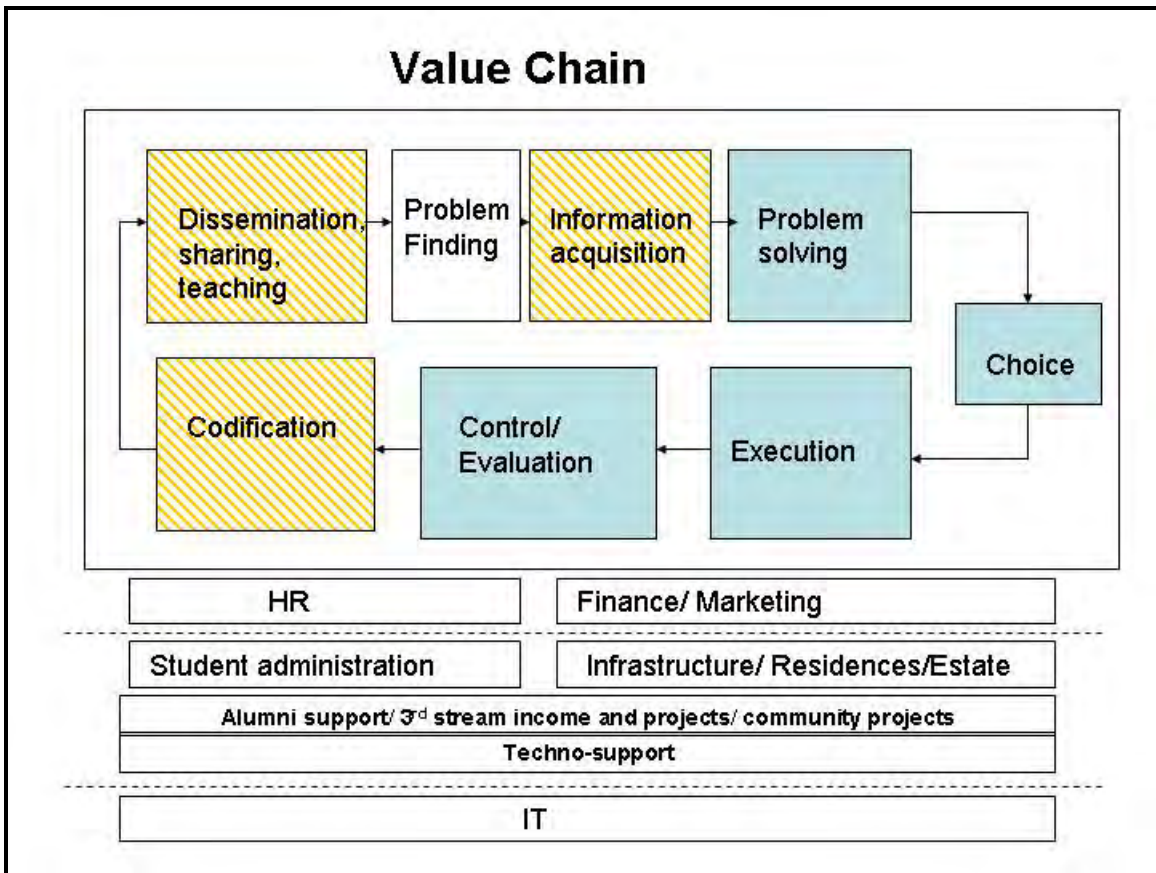 Value Chain
Dissemination,
sharing,
teaching
Problem
Finding
Information
acquisition
Problem
solving
Choice
Codification
Control/
Evaluation
Execution
HR
Finance/ Marketing
Student administration
Infrastructure/ Residences/Estate
Alumni support/ 3rd stream income and projects/ community projects
Techno-support
IT